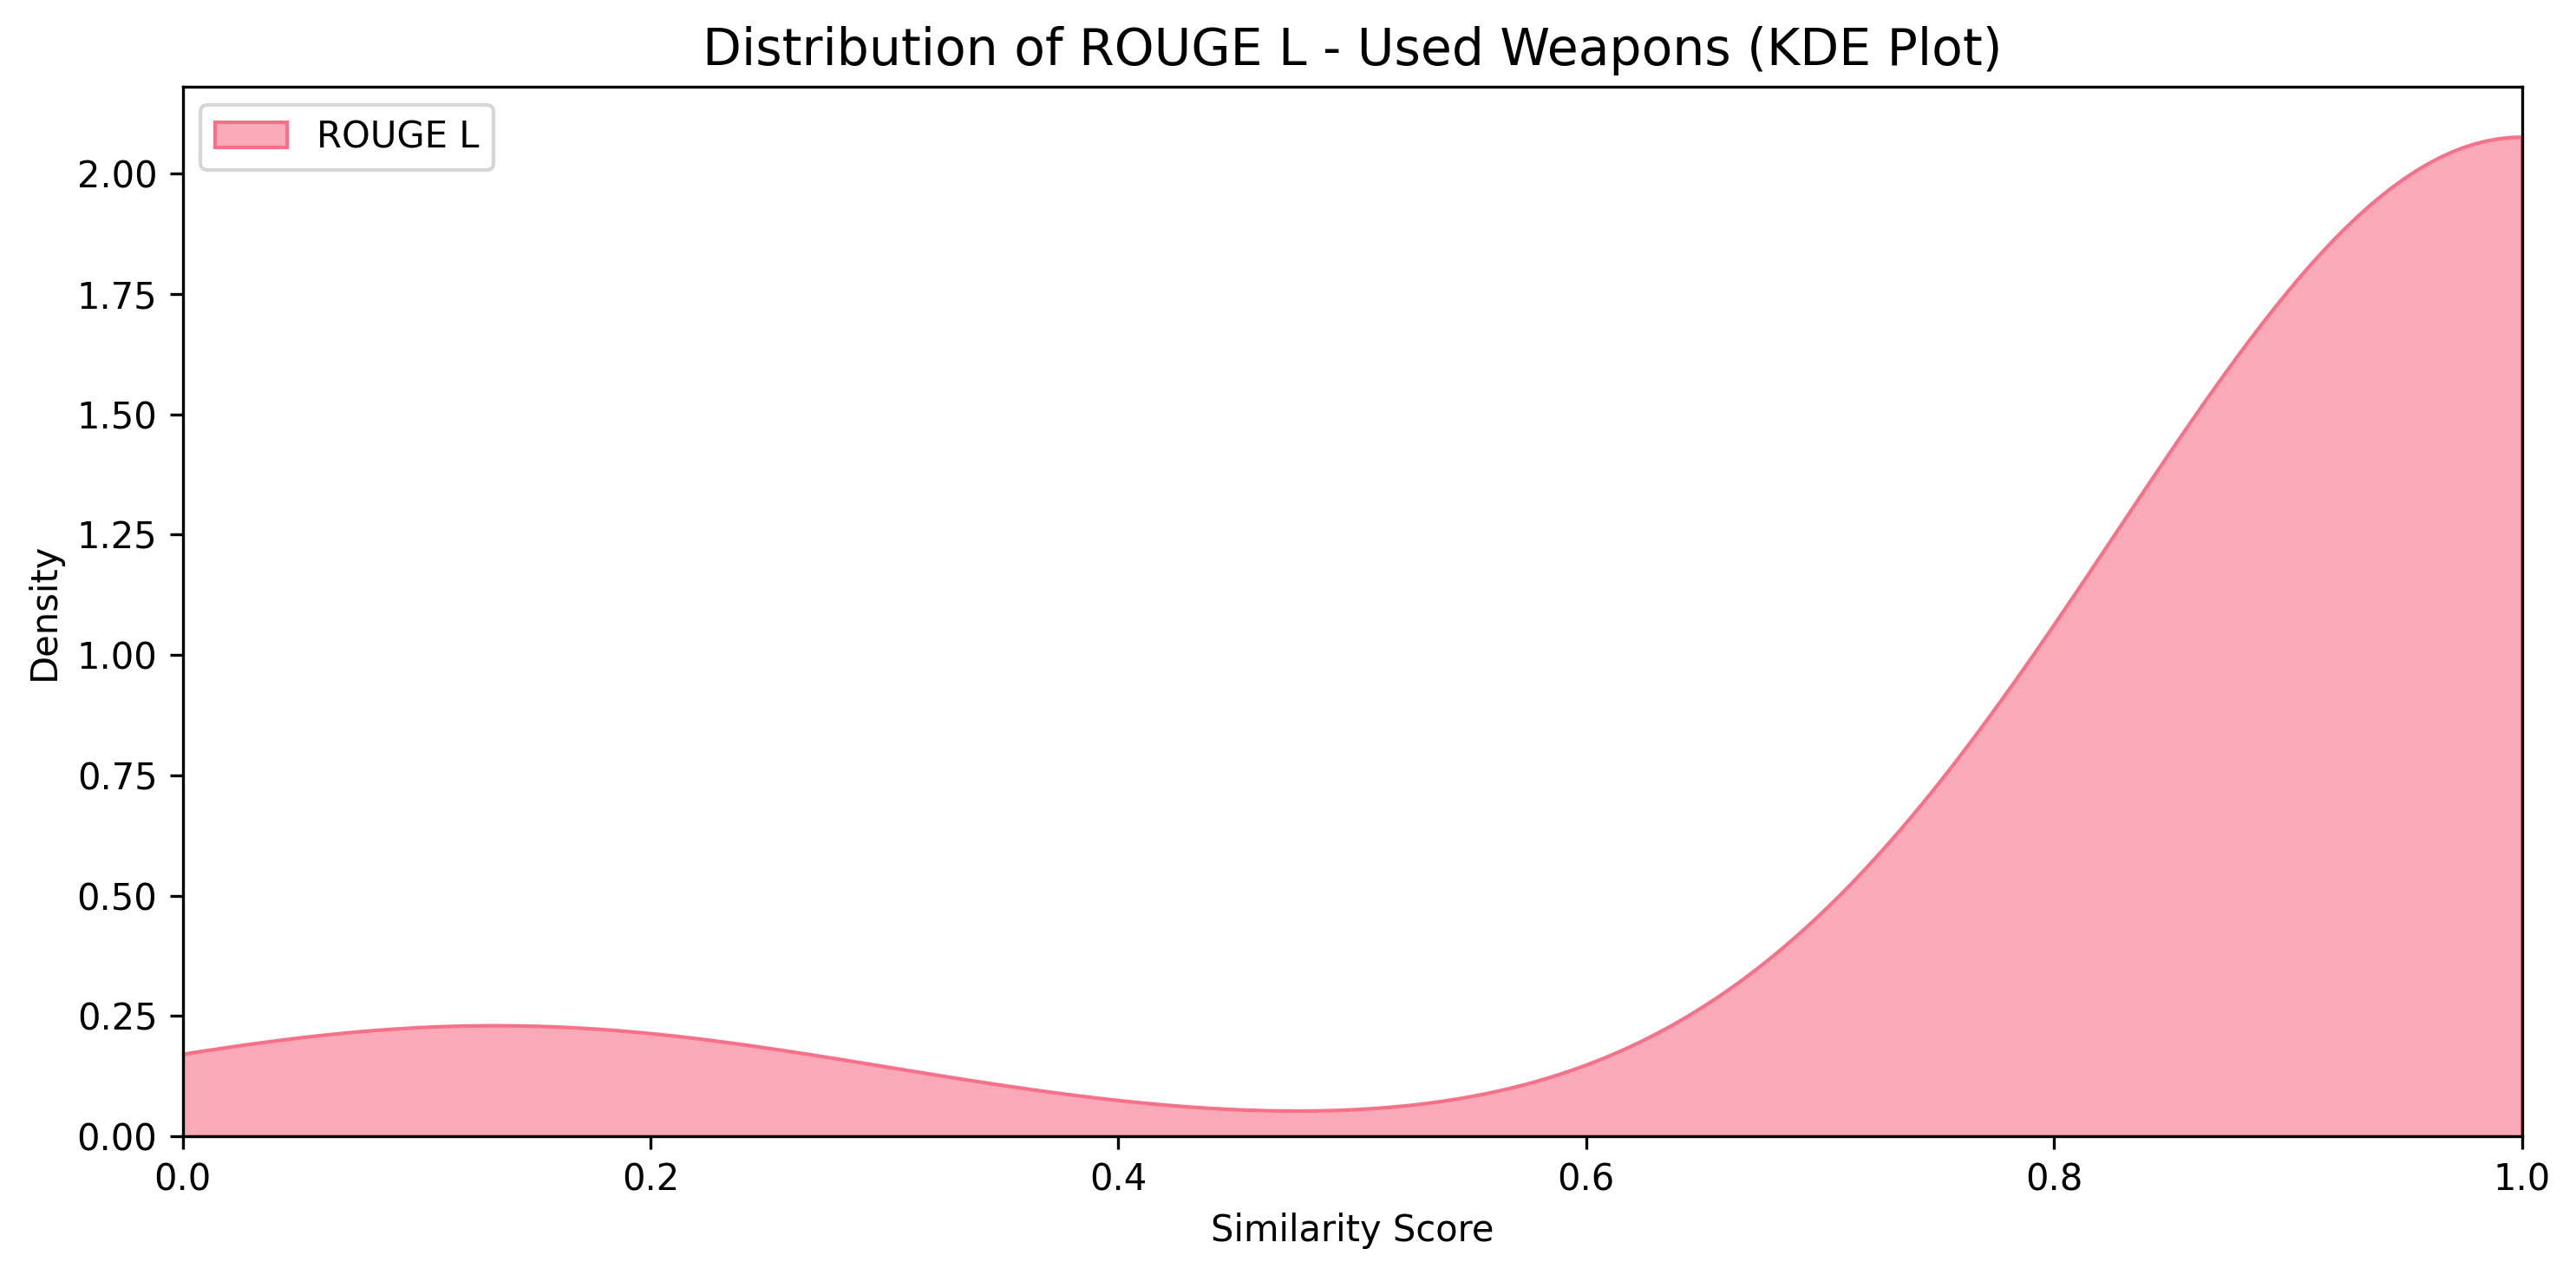 Distribution of ROUGE L - Used Weapons (KDE Plot)
ROUGE L
2.00
1.75
1.50
1.25
1.00
0.75
0.50
0.25
0.00
Density
0.0 0.2 0.4 0.6 0.8 1.0
Similarity Score